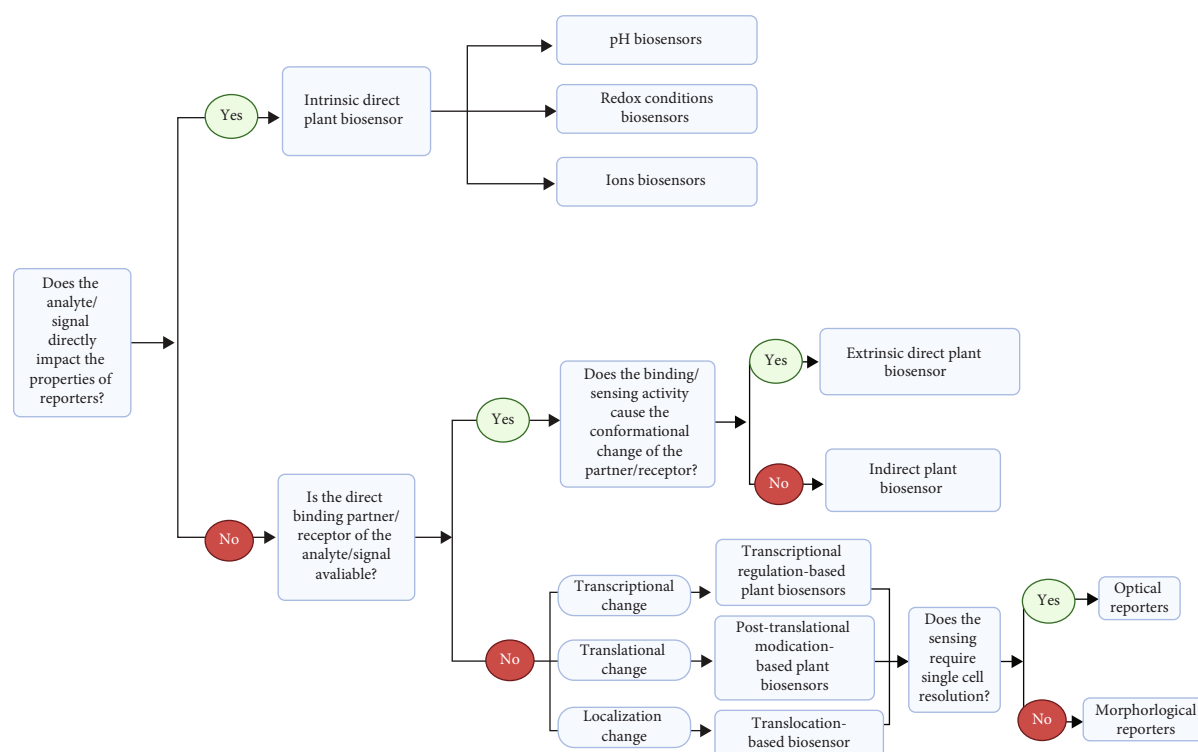 Does the
analyte/
signal
directly
impact the
properties of
reporters?
Yes
Intrinsic direct
plant biosensor
pH biosensors
Redox conditions
biosensors
Ions biosensors
No
Is the direct
binding partner/
receptor of the
analyte/signal
avaliable?
Yes
Does the binding/
sensing activity
cause the
conformational
change of the
partner/receptor?
Yes
Extrinsic direct plant
biosensor
No
Indirect plant
biosensor
No
Transcriptional
change
Transcriptional
regulation-based
plant biosensors
Translational
change
Post-translational
modication-
based plant
biosensors
Localization
change
Translocation-
based biosensor
Does the
sensing
require
single cell
resolution?
Yes
Optical
reporters
No
Morphorlogical
reporters